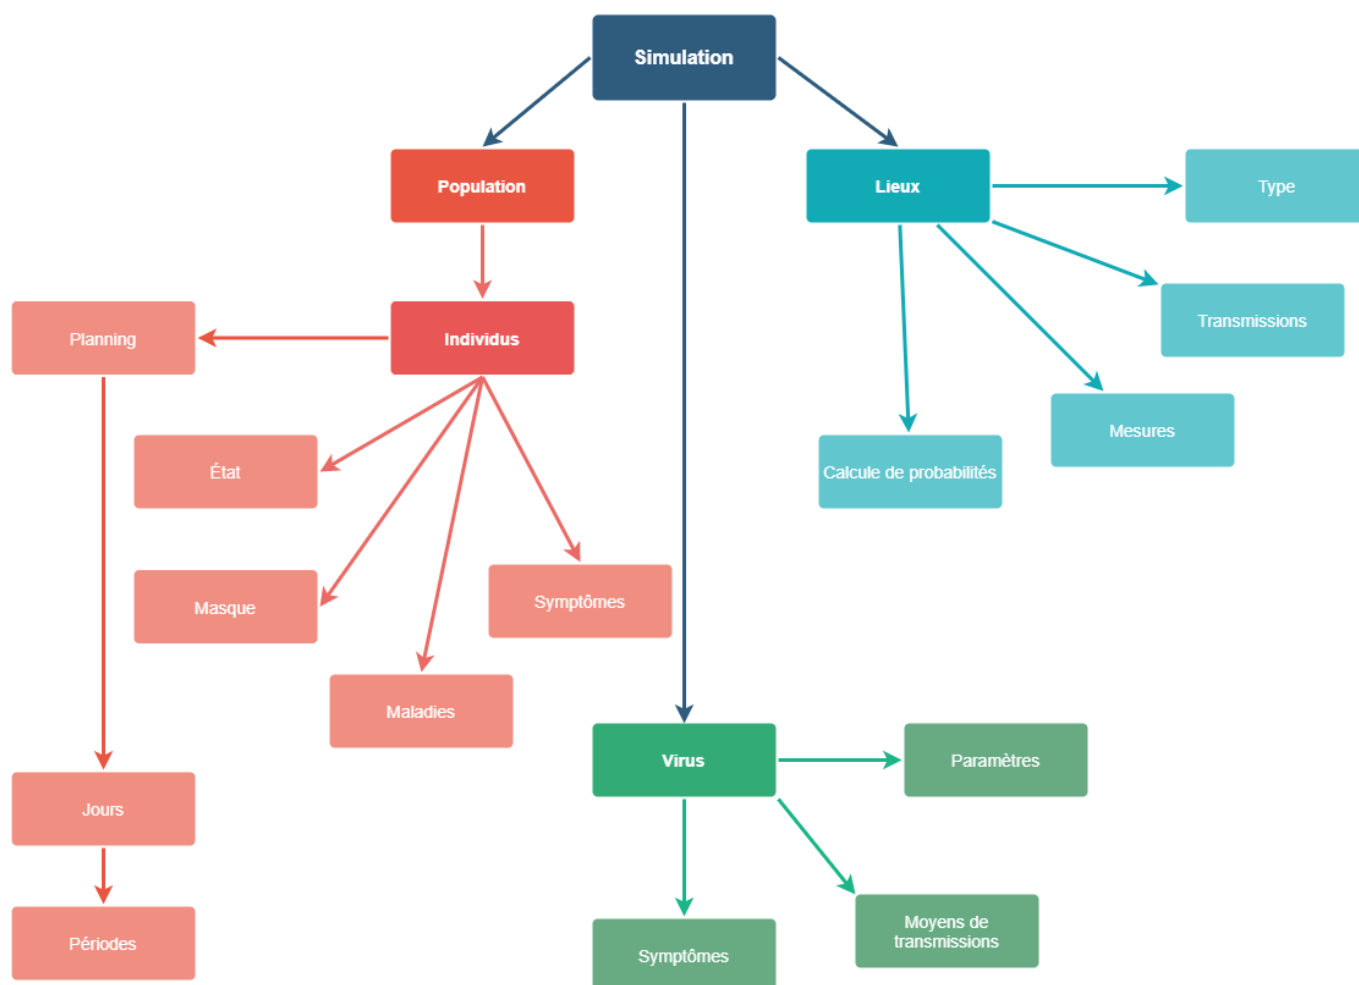 Simulation
Population
Lieux
Type
Planning
Individus
Transmissions
Mesures
État
Calcule de probabilités
Masque
Symptômes
Maladies
Virus
Paramètres
Jours
Périodes
Moyens de
transmissions
Symptômes